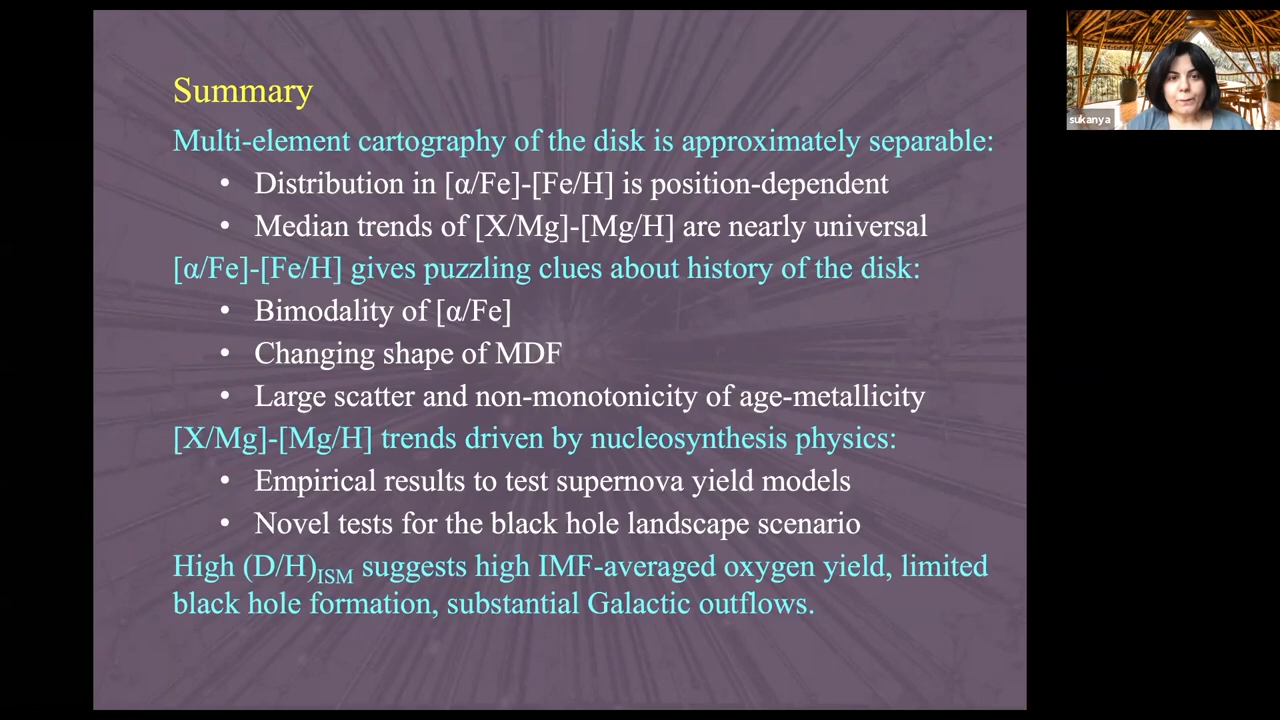 Summary
Multi-element cartography of the disk is approximately separable:
• Distribution in [α/Fe]-[Fe/H] is position-dependent
• Median trends of [X/Mg]-[Mg/H] are nearly universal
[α/Fe]-[Fe/H] gives puzzling clues about history of the disk:
• Bimodality of [α/Fe]
• Changing shape of MDF
• Large scatter and non-monotonicity of age-metallicity
[X/Mg]-[Mg/H] trends driven by nucleosynthesis physics:
• Empirical results to test supernova yield models
• Novel tests for the black hole landscape scenario
High (D/H)ISM suggests high IMF-averaged oxygen yield, limited
black hole formation, substantial Galactic outflows.
sukanya